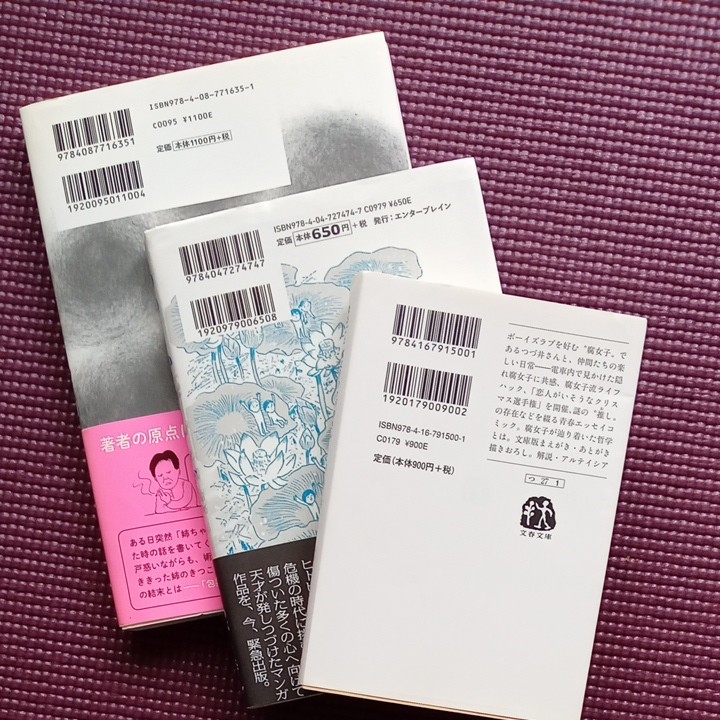 ISBN978-4-08-771635-1
C0095 ¥1100E
定価 本体1100円+税
9784087716351
1920095011004
著者の原点に
ある日突然「姉ちゃ
た時の話を書いてく
戸惑いながらも、術
ききった姉のきつこ
の結末とは——「包
ISBN978-4-04-727474-7 C0979 ¥650E
定価 本体650円 +税 発行:エンターブレイン
9784047274747
1920979006508
危機の時代に
傷ついた多くの心へ向けて
天才が発しつづけたマンガ
作品を、今、緊急出版。
9784167915001
1920179009002
ISBN978-4-16-791500-1
C0179 ¥900E
定価(本体900円+税)
ボーイズラブを好む〝腐女子〟で
あるつづ井さんと、仲間たちの楽
しい日常——電車内で見かけた隠
れ腐女子に共感、腐女子流ライフ
ハック、「恋人がいそうなクリス
マス選手権」を開催、謎の〝推し〟
の存在などを綴る青春エッセイコ
ミック。腐女子が辿り着いた哲学
とは。文庫版まえがき・あとがき
描きおろし。解説・アルテイシア
つ 27 1
文春文庫